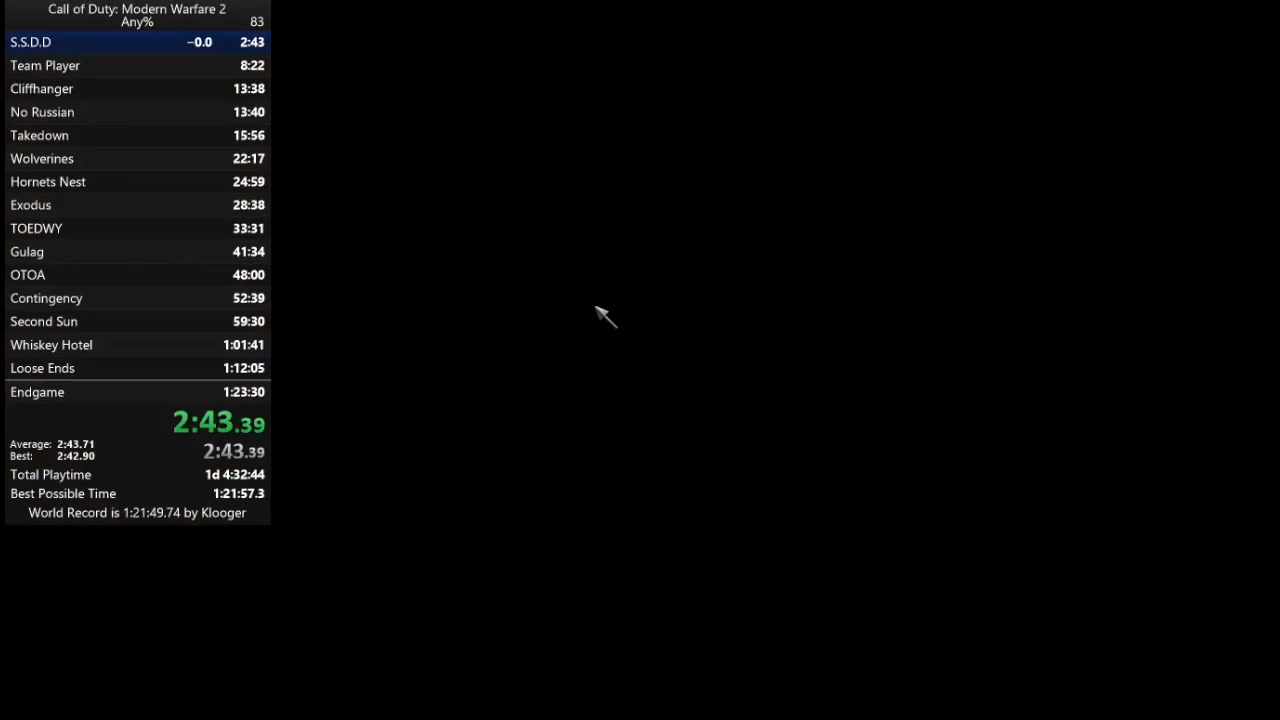 Call of Duty: Modern Warfare 2
Any% 83
S.S.D.D −0.0 2:43
Team Player 8:22
Cliffhanger 13:38
No Russian 13:40
Takedown 15:56
Wolverines 22:17
Hornets Nest 24:59
Exodus 28:38
TOEDWY 33:31
Gulag 41:34
OTOA 48:00
Contingency 52:39
Second Sun 59:30
Whiskey Hotel 1:01:41
Loose Ends 1:12:05
Endgame 1:23:30
2:43.39
Average: 2:43.71
Best: 2:42.90 2:43.39
Total Playtime 1d 4:32:44
Best Possible Time 1:21:57.3
World Record is 1:21:49.74 by Klooger